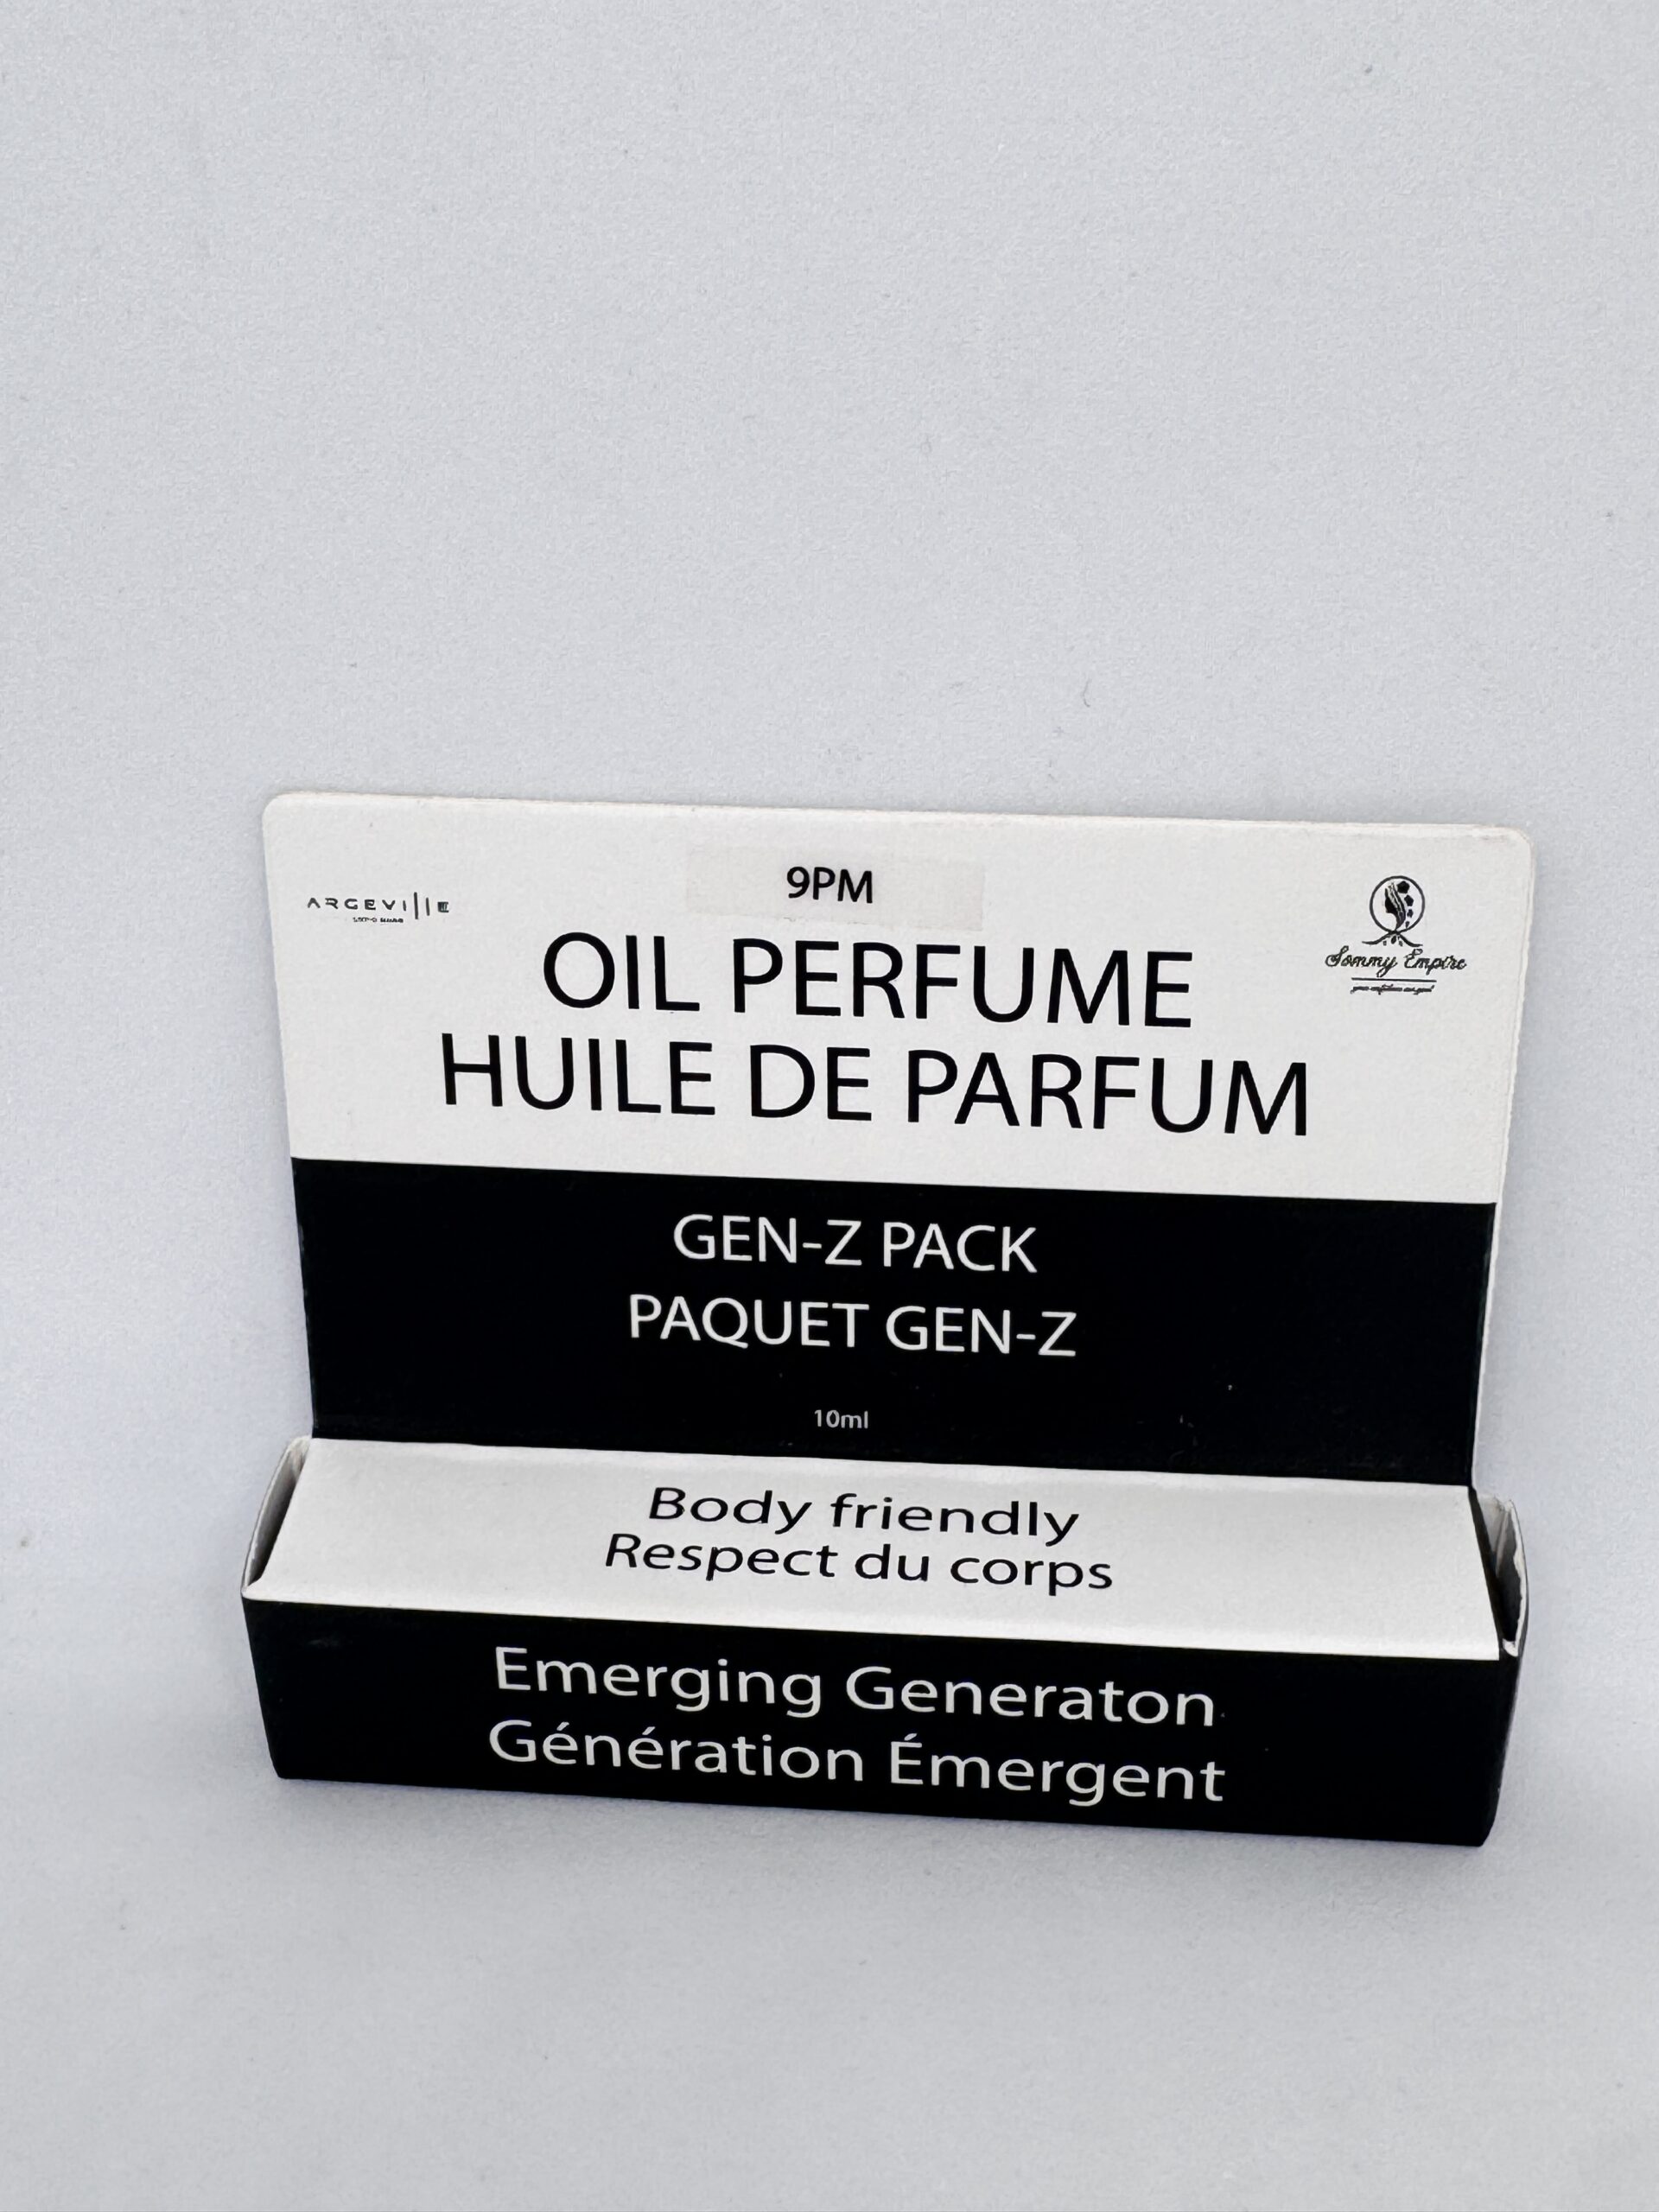 9PM
ARGEVILLE
Sommy Empire
OIL PERFUME
HUILE DE PARFUM
GEN-Z PACK
PAQUET GEN-Z
10ml
Body friendly
Respect du corps
Emerging Generaton
Génération Émergent